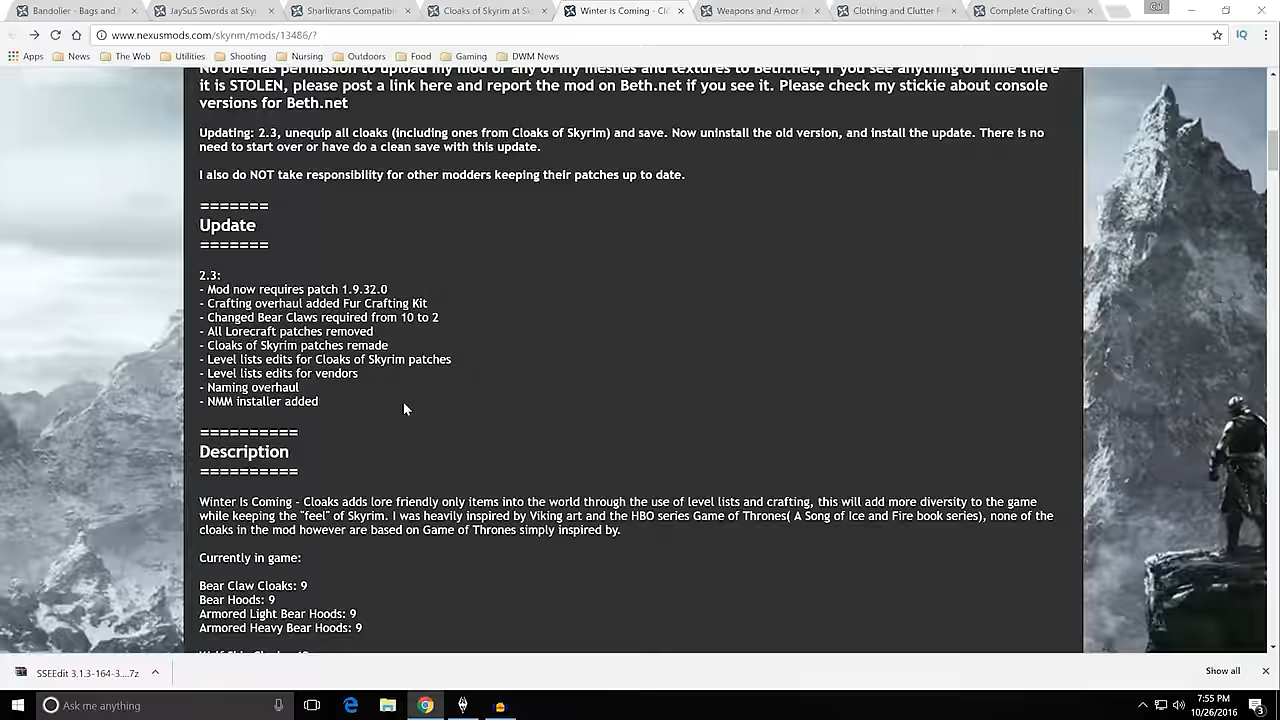 Bandolier - Bags and
JaySuS Swords at Sky
Sharlikrans Compatibi
Cloaks of Skyrim at Sk
Winter Is Coming - Clo
Weapons and Armor
Clothing and Clutter F
Complete Crafting Ov
www.nexusmods.com/skyrim/mods/13486/?
Apps News The Web Utilities Shooting Nursing Outdoors Food Gaming DWM News
No one has permission to upload my mod or any of my meshes and textures to Beth.net, if you see anything of mine there
it is STOLEN, please post a link here and report the mod on Beth.net if you see it. Please check my stickie about console
versions for Beth.net
Updating: 2.3, unequip all cloaks (including ones from Cloaks of Skyrim) and save. Now uninstall the old version, and install the update. There is no
need to start over or have do a clean save with this update.
I also do NOT take responsibility for other modders keeping their patches up to date.
=======
Update
=======
2.3:
- Mod now requires patch 1.9.32.0
- Crafting overhaul added Fur Crafting Kit
- Changed Bear Claws required from 10 to 2
- All Lorecraft patches removed
- Cloaks of Skyrim patches remade
- Level lists edits for Cloaks of Skyrim patches
- Level lists edits for vendors
- Naming overhaul
- NMM installer added
==========
Description
==========
Winter Is Coming - Cloaks adds lore friendly only items into the world through the use of level lists and crafting, this will add more diversity to the game
while keeping the "feel" of Skyrim. I was heavily inspired by Viking art and the HBO series Game of Thrones( A Song of Ice and Fire book series), none of the
cloaks in the mod however are based on Game of Thrones simply inspired by.
Currently in game:
Bear Claw Cloaks: 9
Bear Hoods: 9
Armored Light Bear Hoods: 9
Armored Heavy Bear Hoods: 9
SSEEdit 3.1.3-164-3....7z
Show all
Ask me anything
7:55 PM
10/26/2016
3